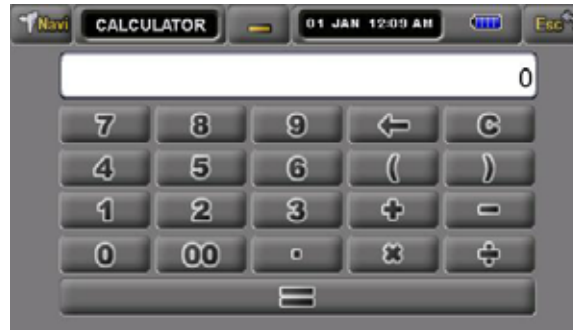 Navi CALCULATOR 01 JAN 12:09 AM Esc
0
7 8 9 ← C
4 5 6 ( )
1 2 3 + -
0 00 . × ÷
=